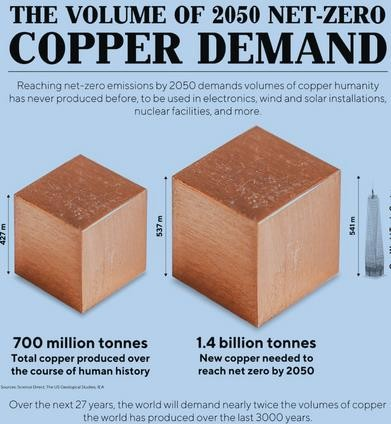 THE VOLUME OF 2050 NET-ZERO
COPPER DEMAND
Reaching net-zero emissions by 2050 demands volumes of copper humanity
has never produced before, to be used in electronics, wind and solar installations,
nuclear facilities, and more.
427 m
537 m
541 m
700 million tonnes
Total copper produced over
the course of human history
1.4 billion tonnes
New copper needed to
reach net zero by 2050
Sources: Science Direct, The US Geological Studies, IEA
Over the next 27 years, the world will demand nearly twice the volumes of copper
the world has produced over the last 3000 years.